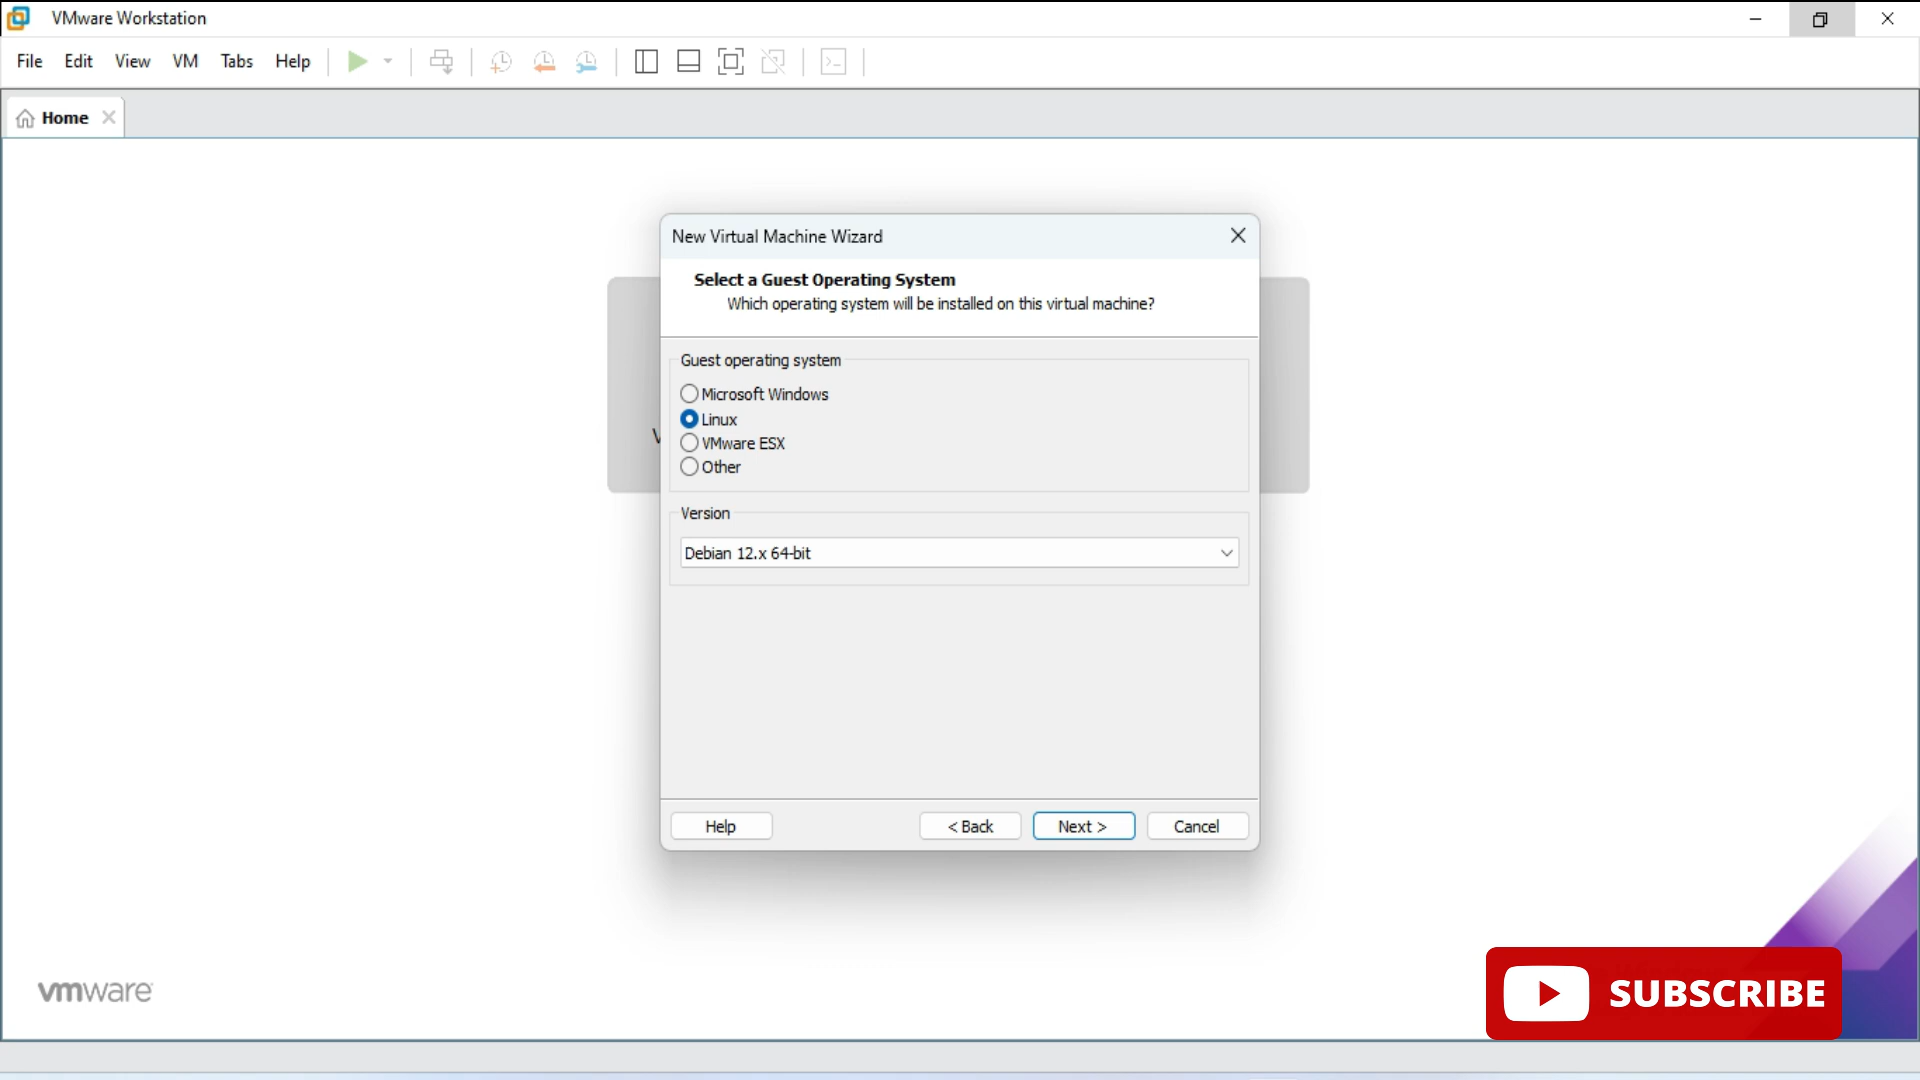 VMware Workstation
File Edit View VM Tabs Help
Home
New Virtual Machine Wizard
Select a Guest Operating System
Which operating system will be installed on this virtual machine?
Guest operating system
Microsoft Windows
Linux
VMware ESX
Other
Version
Debian 12.x 64-bit
Help < Back Next > Cancel
vmware
SUBSCRIBE